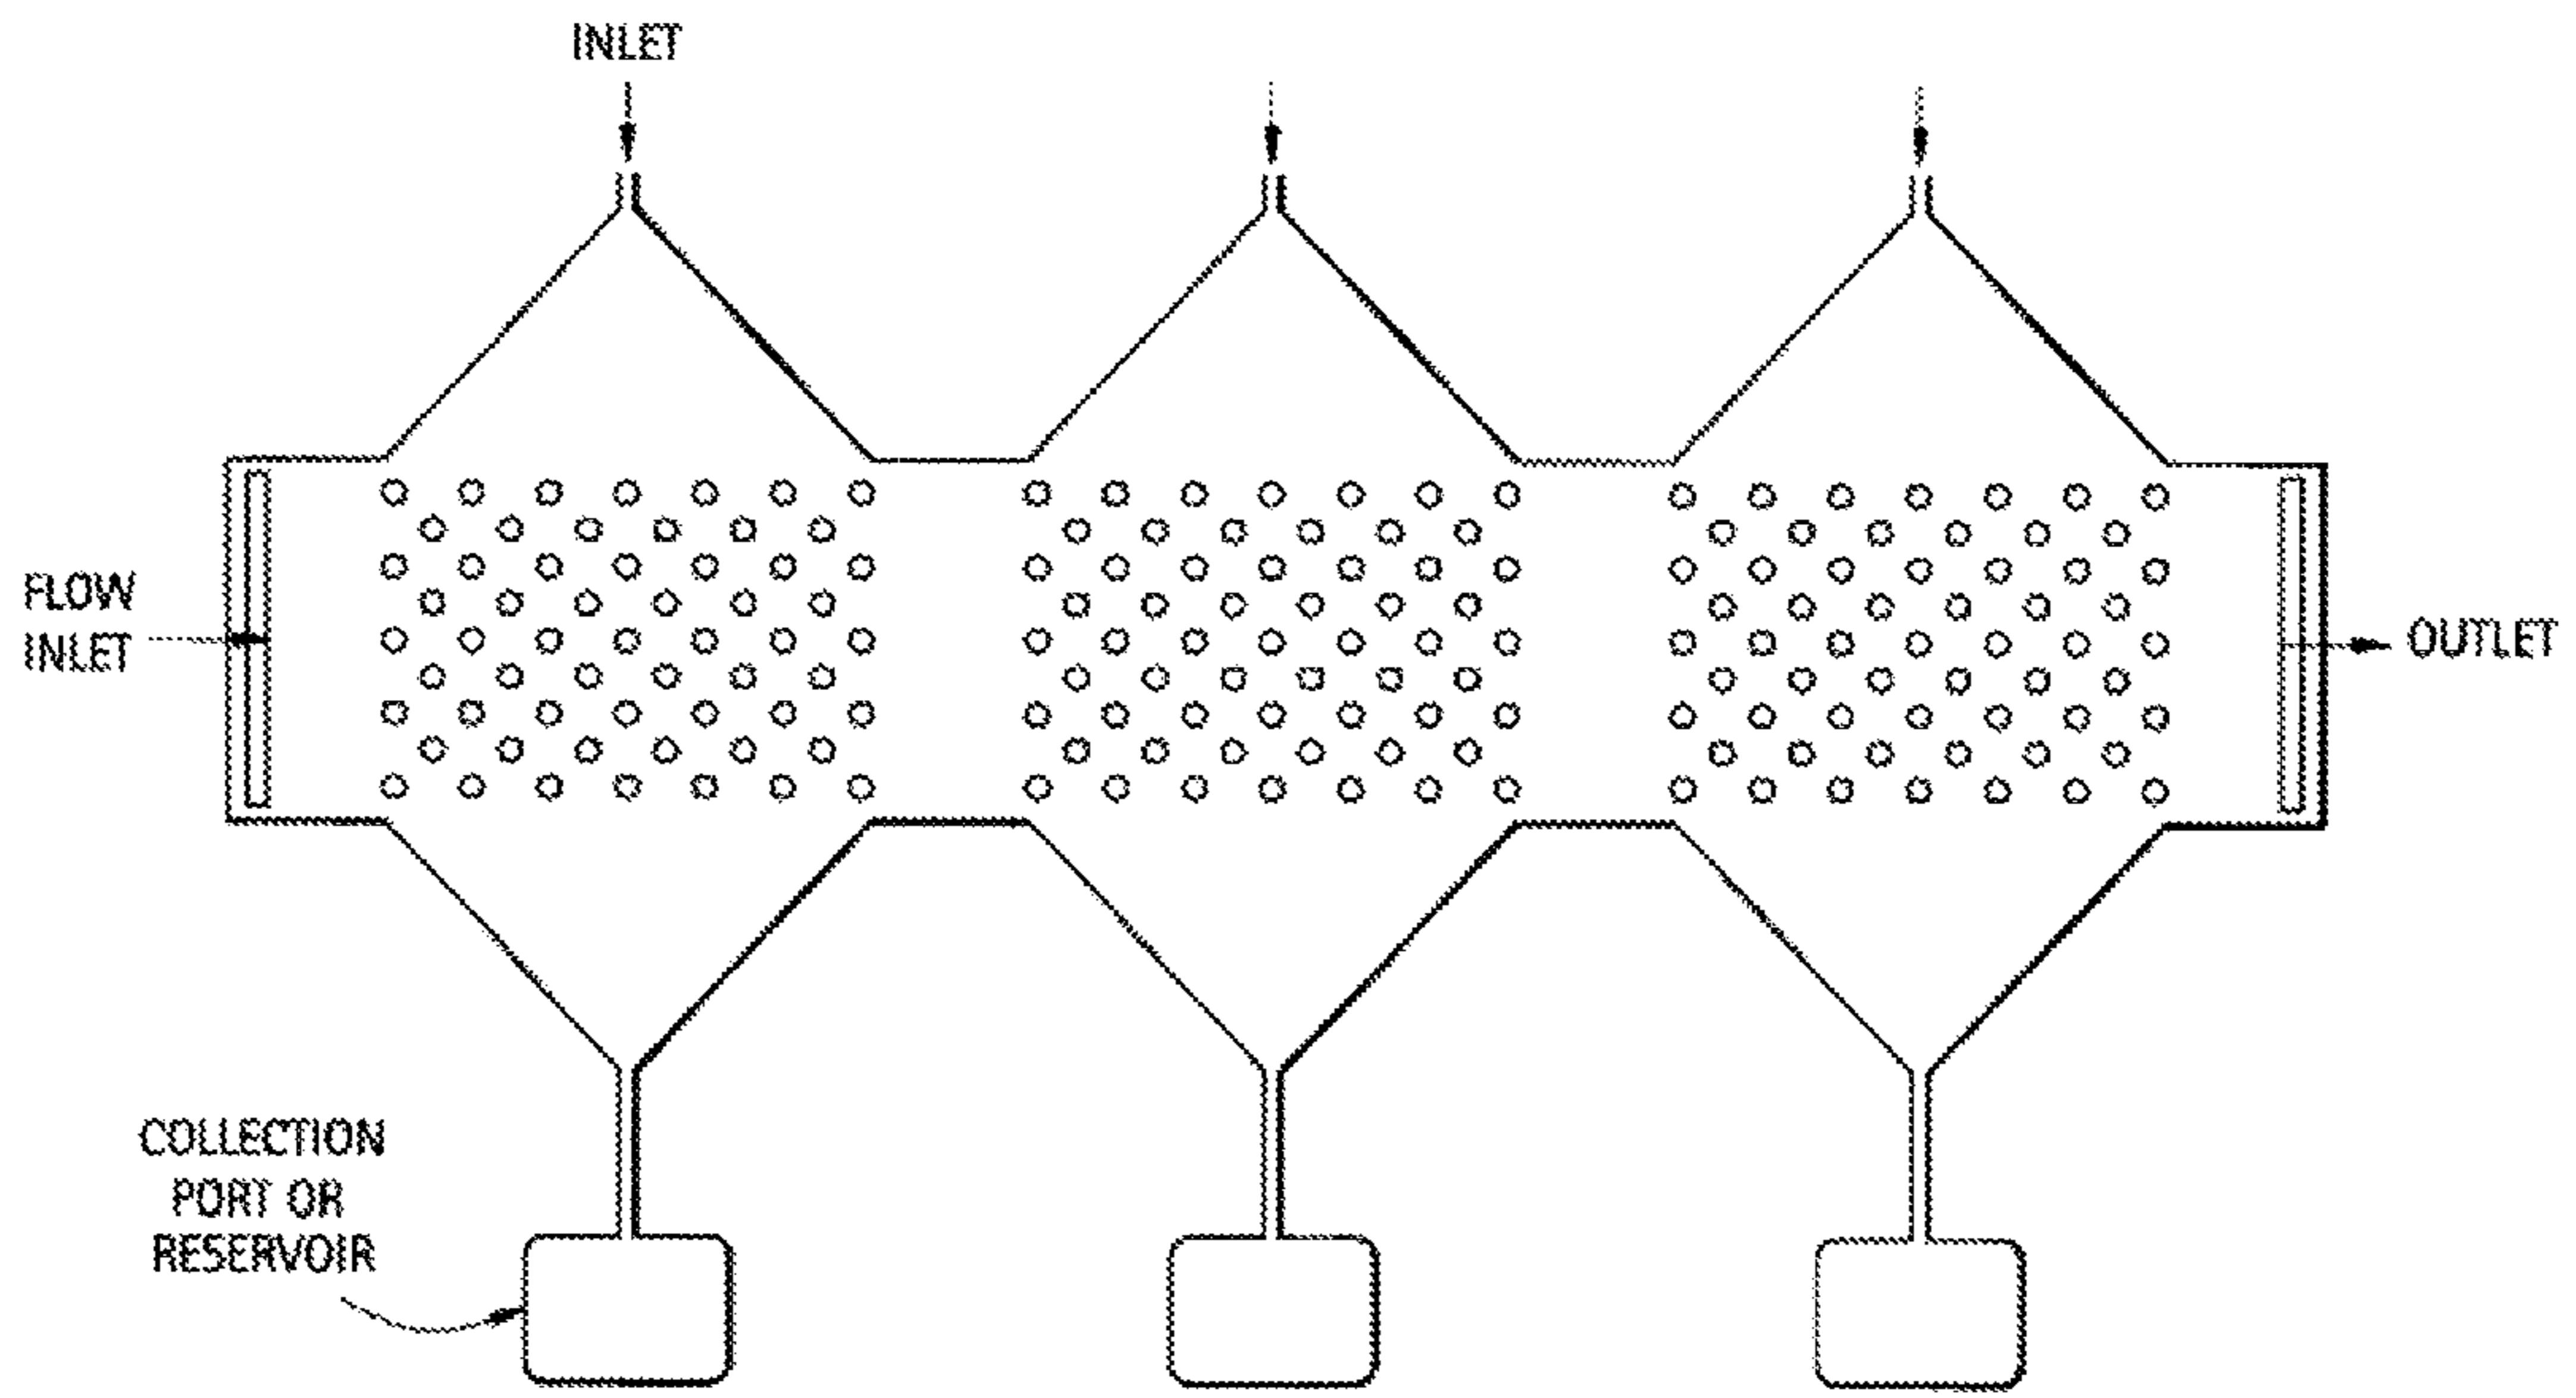 INLET
FLOW
INLET
OUTLET
COLLECTION
PORT OR
RESERVOIR